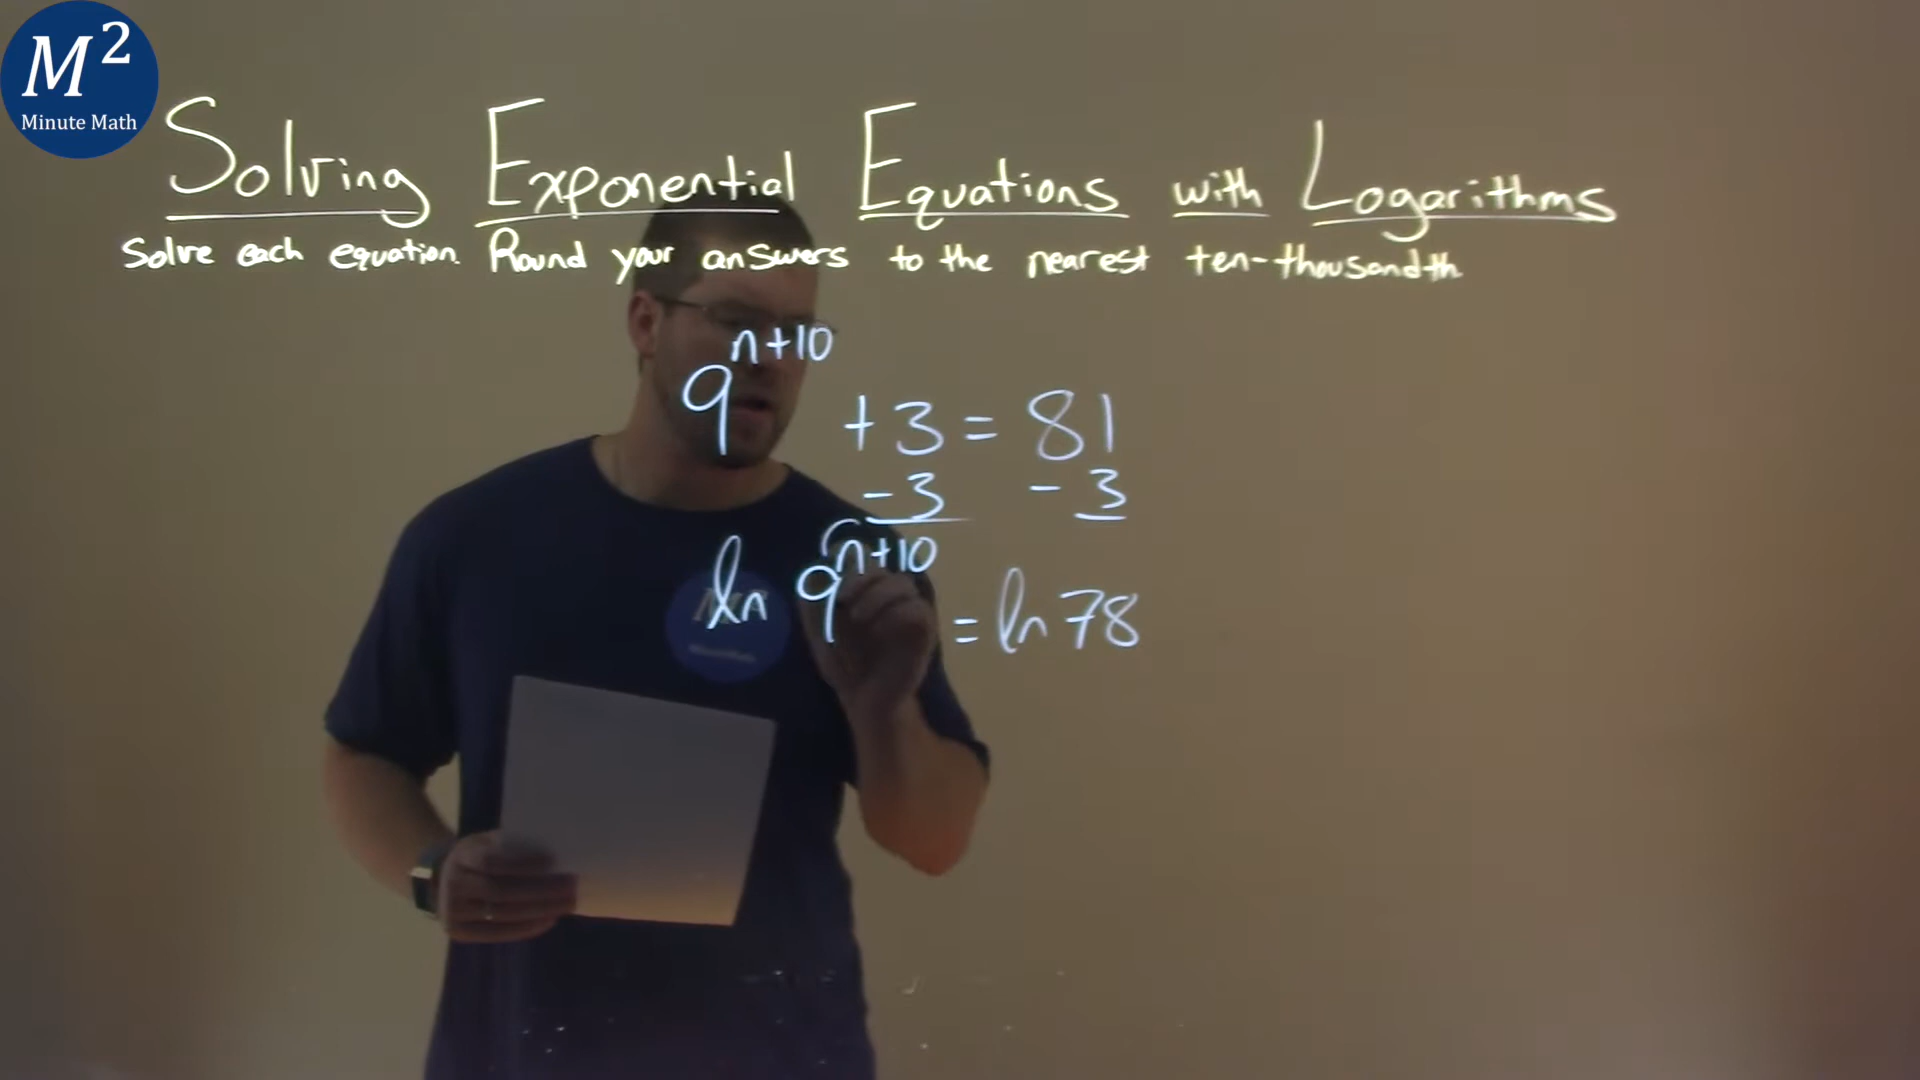 M²
Minute Math
Solving Exponential Equations with Logarithms
Solve each equation. Round your answers to the nearest ten-thousandth
9^(n+10) + 3 = 81
- 3 - 3
ln 9^(n+10) = ln 78